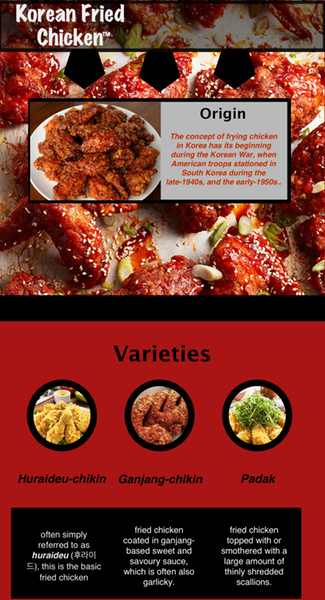 Korean Fried
Chicken™
Origin
The concept of frying chicken
in Korea has its beginning
during the Korean War, when
American troops stationed in
South Korea during the
late-1940s, and the early-1950s..
Varieties
Huraideu-chikin
Ganjang-chikin
Padak
often simply
referred to as
huraideu (후라이
드), this is the basic
fried chicken
fried chicken
coated in ganjang-
based sweet and
savoury sauce,
which is often also
garlicky.
fried chicken
topped with or
smothered with a
large amount of
thinly shredded
scallions.